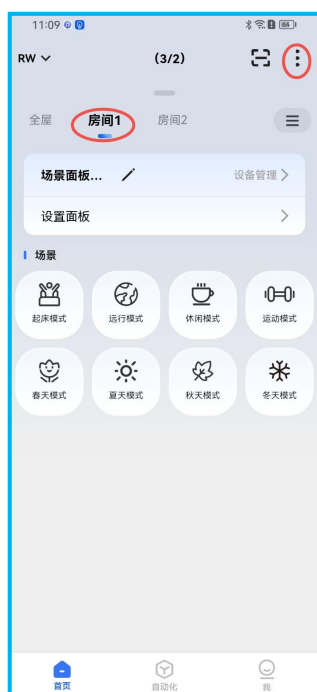 11:09
RW
(3/2)
全屋
房间1
房间2
场景面板...
设备管理
设置面板
场景
起床模式
远行模式
休闲模式
运动模式
春天模式
夏天模式
秋天模式
冬天模式
首页
自动化
我